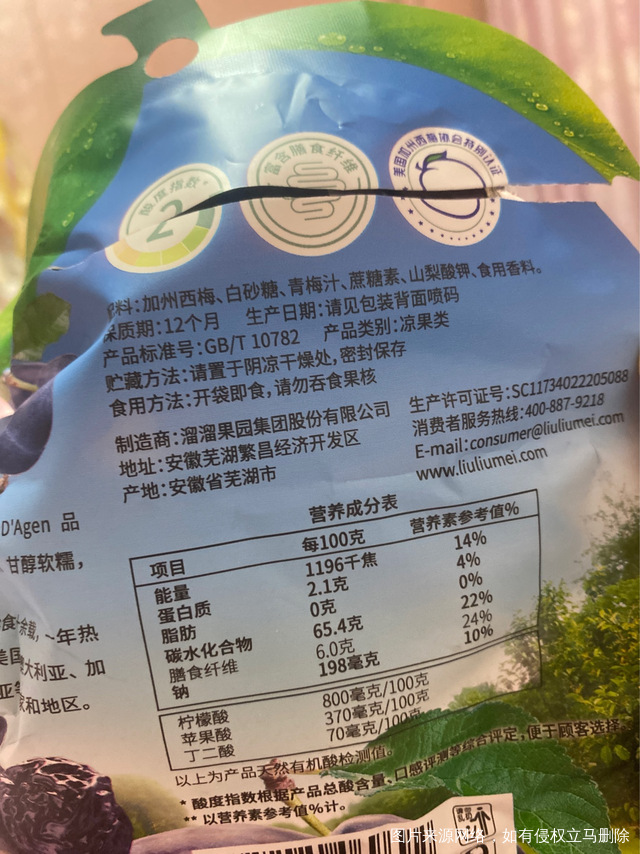 酸度指数*
2
富含膳食纤维
美国加州西梅协会特别认证
料:加州西梅、白砂糖、青梅汁、蔗糖素、山梨酸钾、食用香料。
保质期:12个月 生产日期:请见包装背面喷码
产品标准号:GB/T 10782 产品类别:凉果类
贮藏方法:请置于阴凉干燥处,密封保存
食用方法:开袋即食,请勿吞食果核
制造商:溜溜果园集团股份有限公司
地址:安徽芜湖繁昌经济开发区
产地:安徽省芜湖市
生产许可证号:SC11734022205088
消费者服务热线:400-887-9218
E-mail:consumer@liuliumei.com
www.liuliumei.com
D'Agen 品
甘醇软糯,
食余载,~年热
美国 大利亚、加
和地区。
营养成分表
项目 每100克 营养素参考值%
能量 1196千焦 14%
蛋白质 2.1克 4%
脂肪 0克 0%
碳水化合物 65.4克 22%
膳食纤维 6.0克 24%
钠 198毫克 10%
柠檬酸 800毫克/100克
苹果酸 370毫克/100克
丁二酸 70毫克/100克
以上为产品天然有机酸检测值。
* 酸度指数根据产品总酸含量、口感评测等综合评定,便于顾客选择。
** 以营养素参考值%计。
图片来源网络,如有侵权立马删除